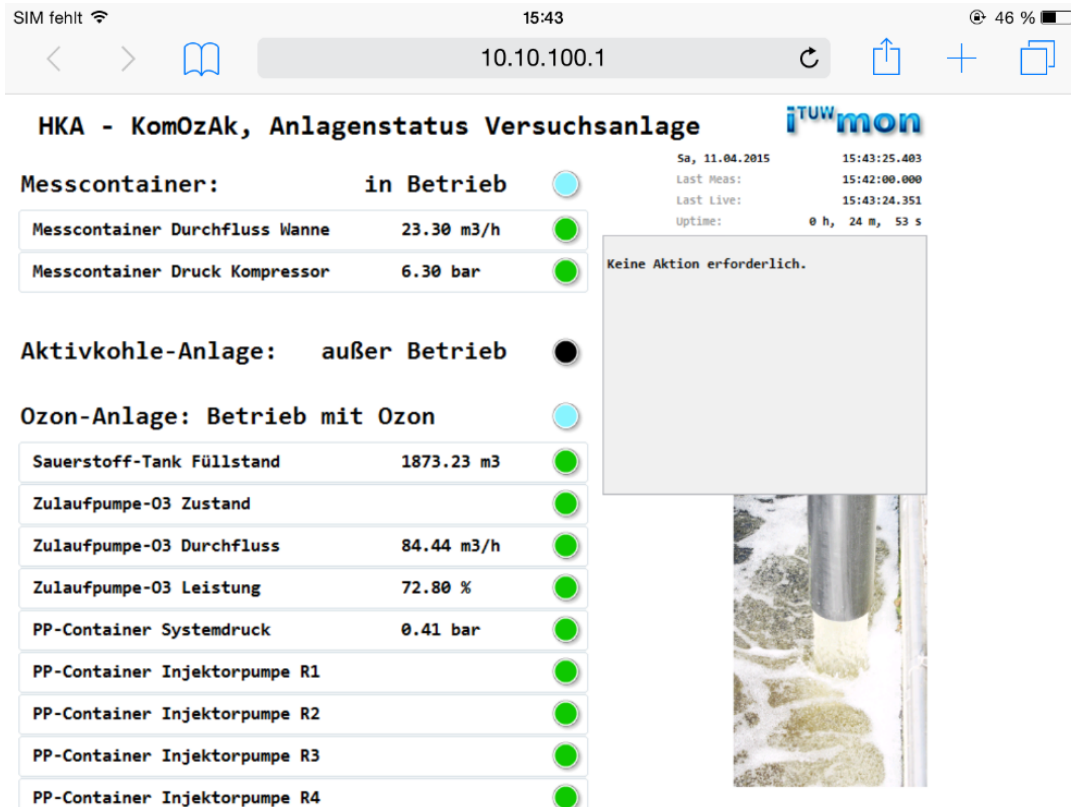 SIM fehlt 15:43 46 %
10.10.100.1
HKA - KomOzAk, Anlagenstatus Versuchsanlage
iTUWmon
Sa, 11.04.2015 15:43:25.403
Last Meas: 15:42:00.000
Last Live: 15:43:24.351
Uptime: 0 h, 24 m, 53 s
Messcontainer: in Betrieb
Messcontainer Durchfluss Wanne 23.30 m3/h
Messcontainer Druck Kompressor 6.30 bar
Keine Aktion erforderlich.
Aktivkohle-Anlage: außer Betrieb
Ozon-Anlage: Betrieb mit Ozon
Sauerstoff-Tank Füllstand 1873.23 m3
Zulaufpumpe-O3 Zustand
Zulaufpumpe-O3 Durchfluss 84.44 m3/h
Zulaufpumpe-O3 Leistung 72.80 %
PP-Container Systemdruck 0.41 bar
PP-Container Injektorpumpe R1
PP-Container Injektorpumpe R2
PP-Container Injektorpumpe R3
PP-Container Injektorpumpe R4